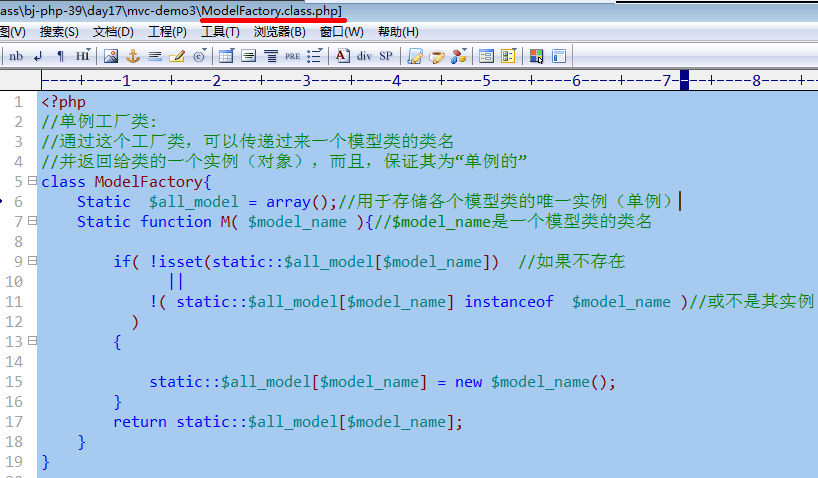 ass\bj-php-39\day17\mvc-demo3\ModelFactory.class.php]
图(V) 搜索(S) 文档(D) 工程(P) 工具(T) 浏览器(B) 窗口(W) 帮助(H)
nb ¶ HI A div SP PRE
----+----1----+----2----+----3----+----4----+----5----+----6----+----7----+----8----+-
1 <?php
2 //单例工厂类:
3 //通过这个工厂类，可以传递过来一个模型类的类名
4 //并返回给类的一个实例（对象），而且，保证其为“单例的”
5 class ModelFactory{
6 Static $all_model = array();//用于存储各个模型类的唯一实例（单例）
7 Static function M( $model_name ){//$model_name是一个模型类的类名
8
9 if( !isset(static::$all_model[$model_name]) //如果不存在
10 ||
11 !( static::$all_model[$model_name] instanceof $model_name )//或不是其实例
12 )
13 {
14
15 static::$all_model[$model_name] = new $model_name();
16 }
17 return static::$all_model[$model_name];
18 }
19 }